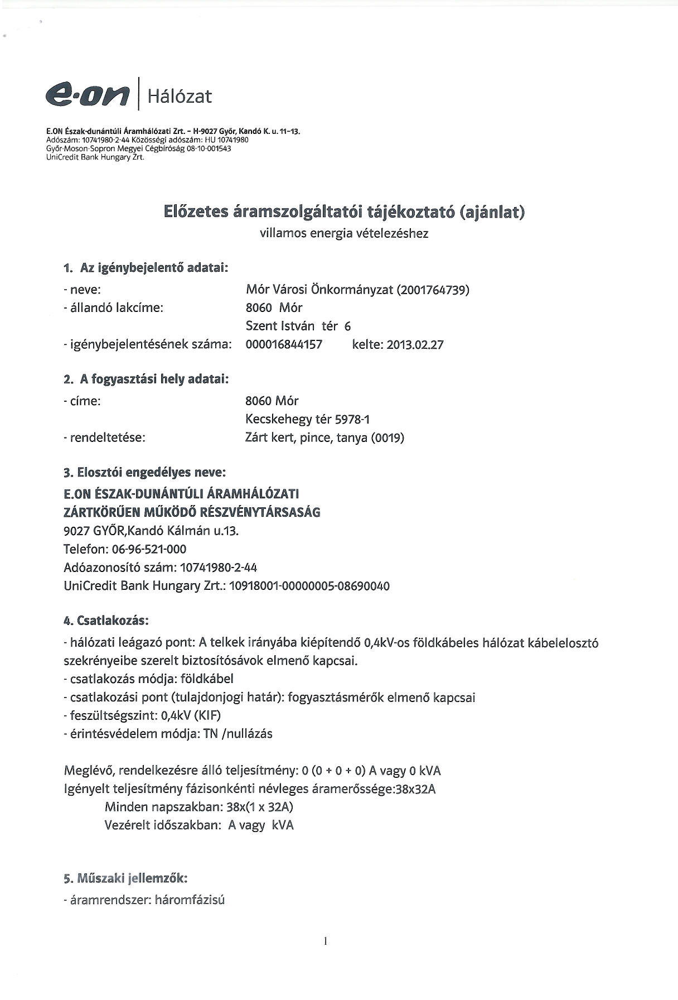 e·on | Hálózat
E.ON Észak-dunántúli Áramhálózati Zrt. – H-9027 Győr, Kandó K. u. 11–13.
Adószám: 10741980-2-44 Közösségi adószám: HU 10741980
Győr-Moson-Sopron Megyei Cégbíróság 08-10-001543
UniCredit Bank Hungary Zrt.
Előzetes áramszolgáltatói tájékoztató (ajánlat)
villamos energia vételezéshez
1. Az igénybejelentő adatai:
- neve: Mór Városi Önkormányzat (2001764739)
- állandó lakcíme: 8060 Mór
Szent István tér 6
- igénybejelentésének száma: 000016844157 kelte: 2013.02.27
2. A fogyasztási hely adatai:
- címe: 8060 Mór
Kecskehegy tér 5978-1
- rendeltetése: Zárt kert, pince, tanya (0019)
3. Elosztói engedélyes neve:
E.ON ÉSZAK-DUNÁNTÚLI ÁRAMHÁLÓZATI
ZÁRTKÖRŰEN MŰKÖDŐ RÉSZVÉNYTÁRSASÁG
9027 GYŐR,Kandó Kálmán u.13.
Telefon: 06-96-521-000
Adóazonosító szám: 10741980-2-44
UniCredit Bank Hungary Zrt.: 10918001-00000005-08690040
4. Csatlakozás:
- hálózati leágazó pont: A telkek irányába kiépítendő 0,4kV-os földkábeles hálózat kábelelosztó
szekrényeibe szerelt biztosítósávok elmenő kapcsai.
- csatlakozás módja: földkábel
- csatlakozási pont (tulajdonjogi határ): fogyasztásmérők elmenő kapcsai
- feszültségszint: 0,4kV (KIF)
- érintésvédelem módja: TN /nullázás
Meglévő, rendelkezésre álló teljesítmény: 0 (0 + 0 + 0) A vagy 0 kVA
Igényelt teljesítmény fázisonkénti névleges áramerőssége:38x32A
Minden napszakban: 38x(1 x 32A)
Vezérelt időszakban: A vagy kVA
5. Műszaki jellemzők:
- áramrendszer: háromfázisú
1